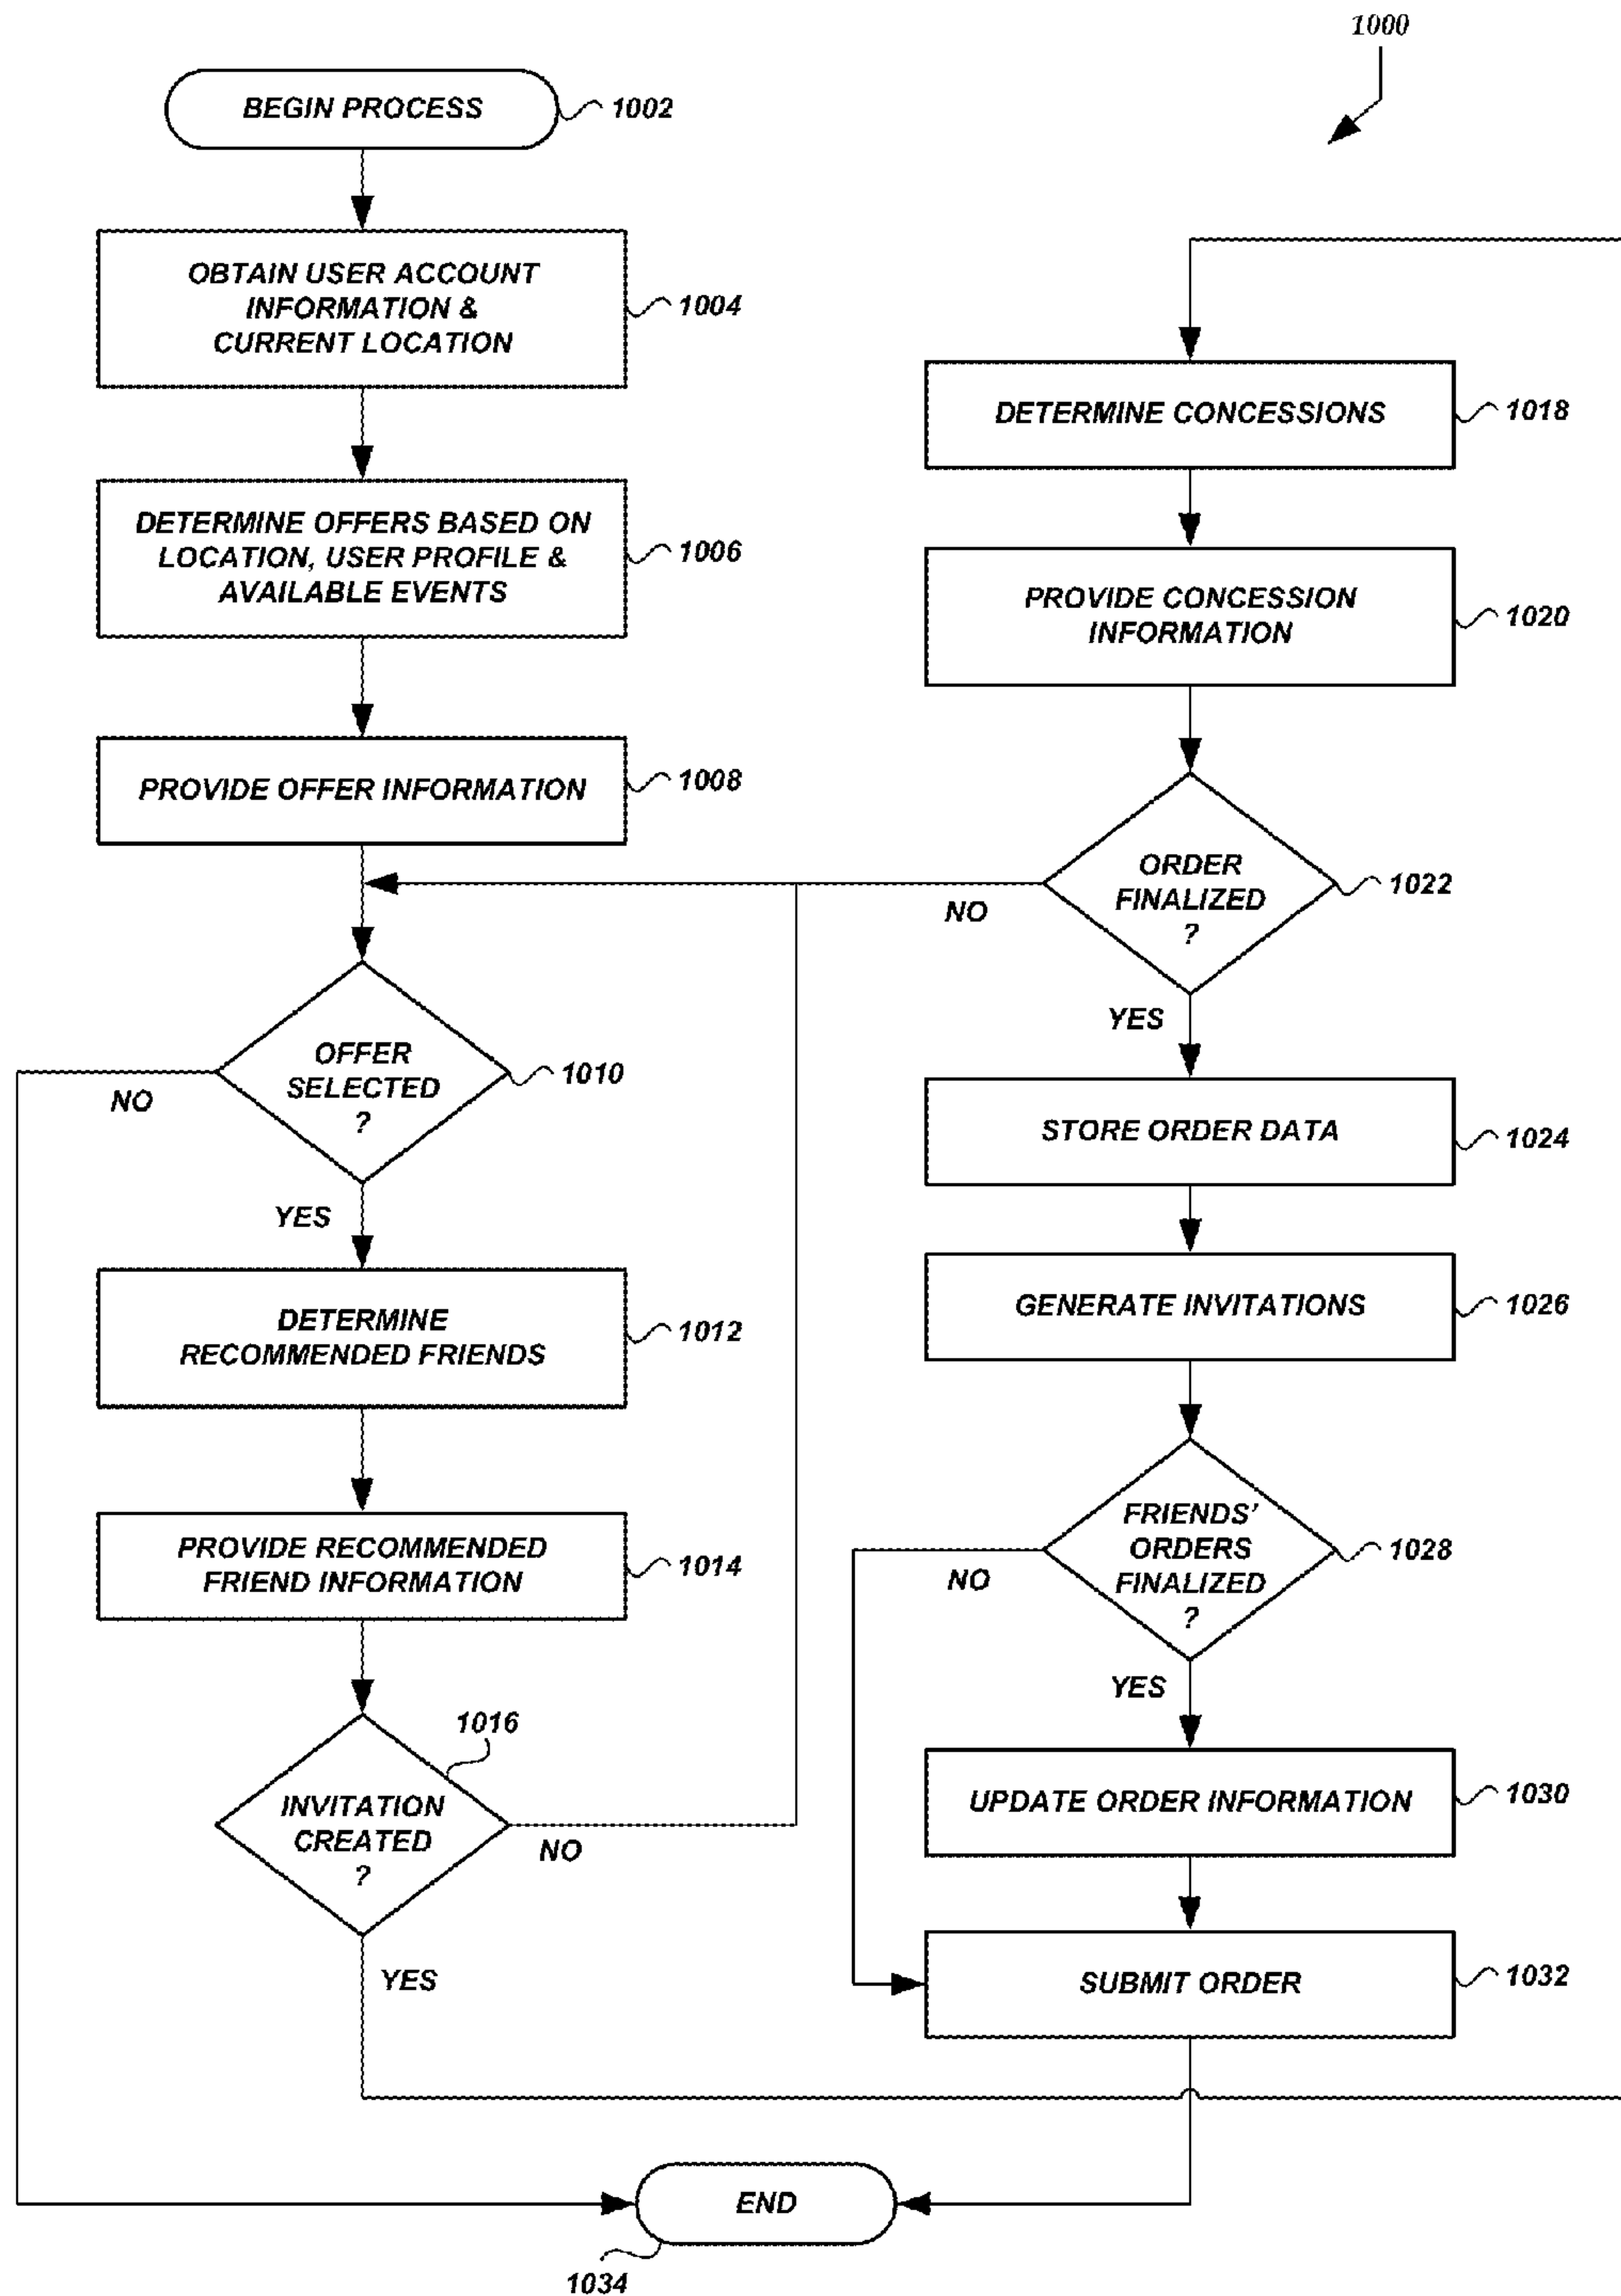 1000
BEGIN PROCESS
1002
OBTAIN USER ACCOUNT
INFORMATION &
CURRENT LOCATION
1004
DETERMINE OFFERS BASED ON
LOCATION, USER PROFILE &
AVAILABLE EVENTS
1006
PROVIDE OFFER INFORMATION
1008
OFFER
SELECTED
?
1010
NO
YES
DETERMINE
RECOMMENDED FRIENDS
1012
PROVIDE RECOMMENDED
FRIEND INFORMATION
1014
1016
INVITATION
CREATED
?
NO
YES
DETERMINE CONCESSIONS
1018
PROVIDE CONCESSION
INFORMATION
1020
ORDER
FINALIZED
?
1022
NO
YES
STORE ORDER DATA
1024
GENERATE INVITATIONS
1026
FRIENDS'
ORDERS
FINALIZED
?
1028
NO
YES
UPDATE ORDER INFORMATION
1030
SUBMIT ORDER
1032
END
1034